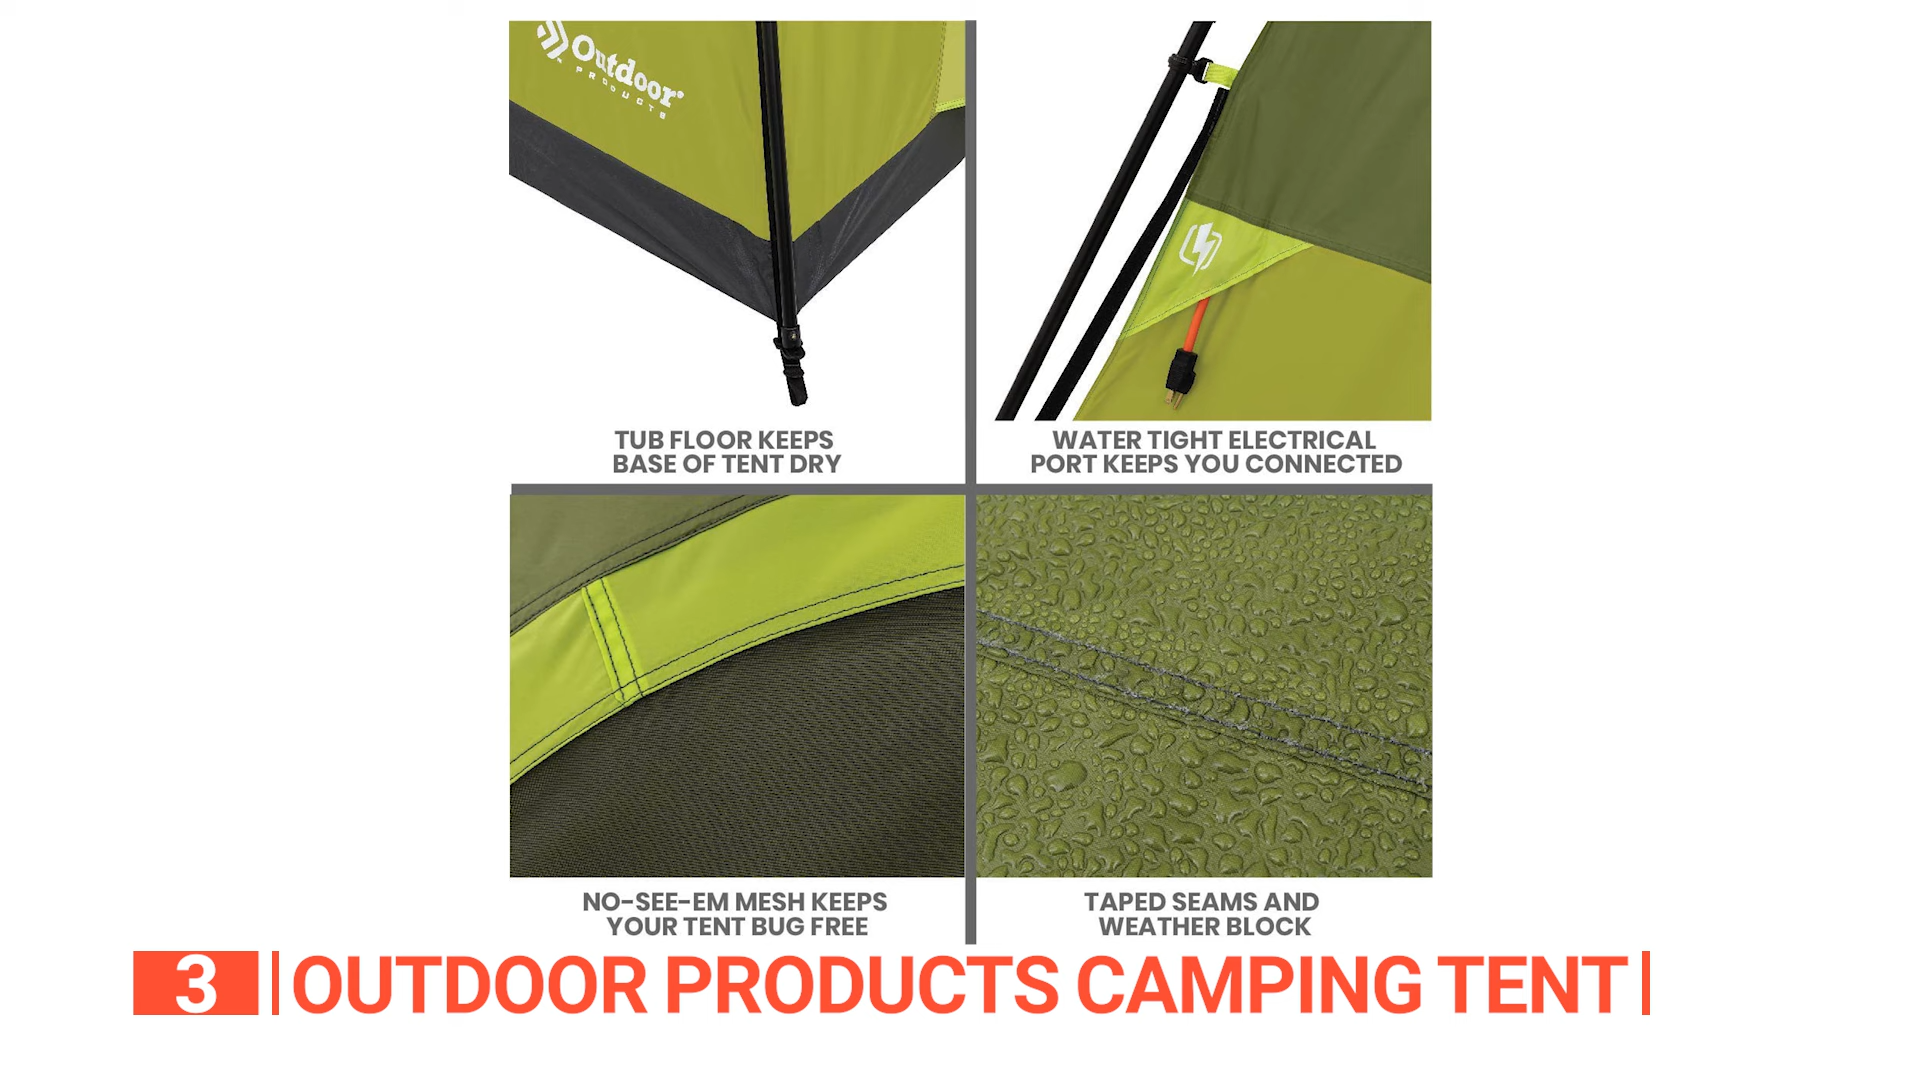 Outdoor
PRODUCTS
TUB FLOOR KEEPS
BASE OF TENT DRY
WATER TIGHT ELECTRICAL
PORT KEEPS YOU CONNECTED
NO-SEE-EM MESH KEEPS
YOUR TENT BUG FREE
TAPED SEAMS AND
WEATHER BLOCK
3
OUTDOOR PRODUCTS CAMPING TENT